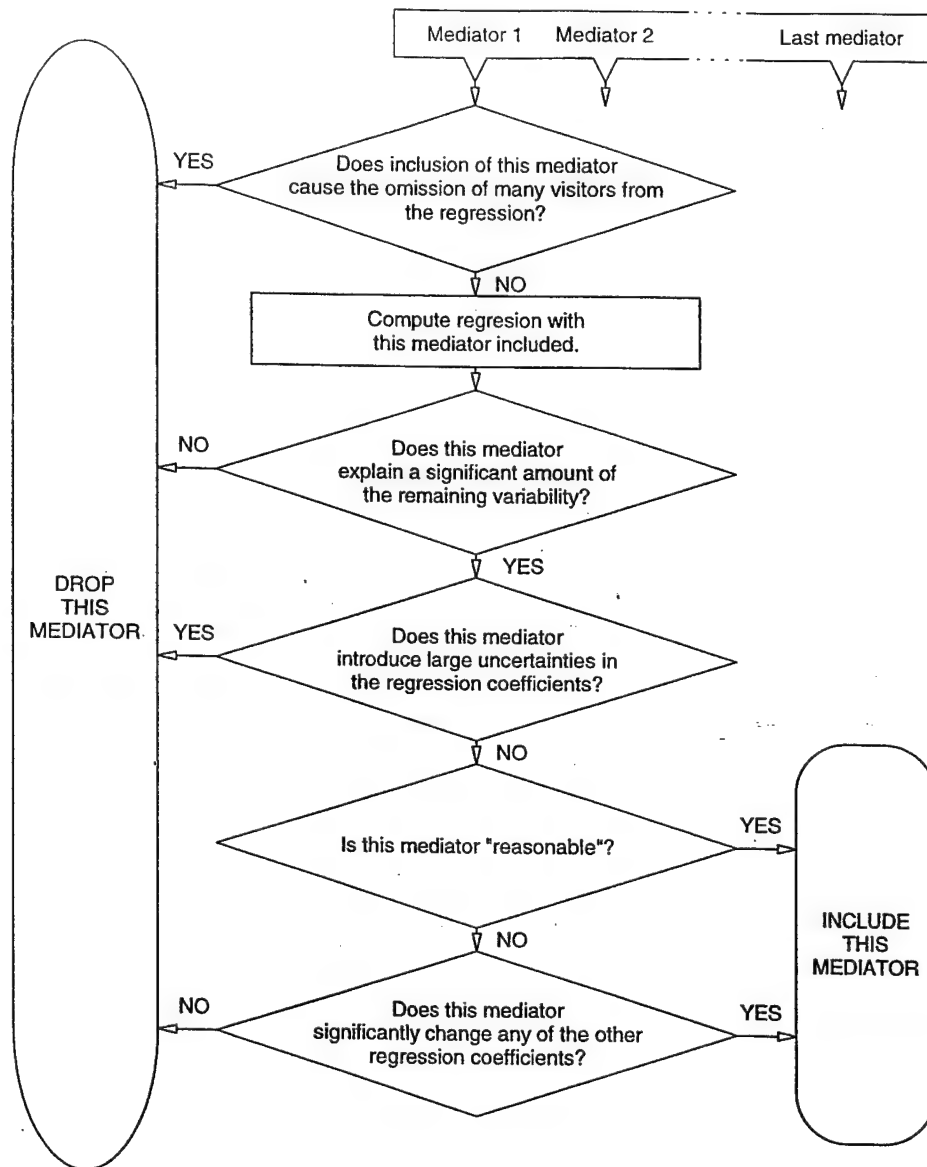 Mediator 1
Mediator 2
Last mediator
Does inclusion of this mediator
cause the omission of many visitors from
the regression?
YES
NO
Compute regresion with
this mediator included.
Does this mediator
explain a significant amount of
the remaining variability?
NO
YES
DROP
THIS
MEDIATOR
Does this mediator
introduce large uncertainties in
the regression coefficients?
YES
NO
Is this mediator "reasonable"?
YES
NO
INCLUDE
THIS
MEDIATOR
Does this mediator
significantly change any of the other
regression coefficients?
NO
YES